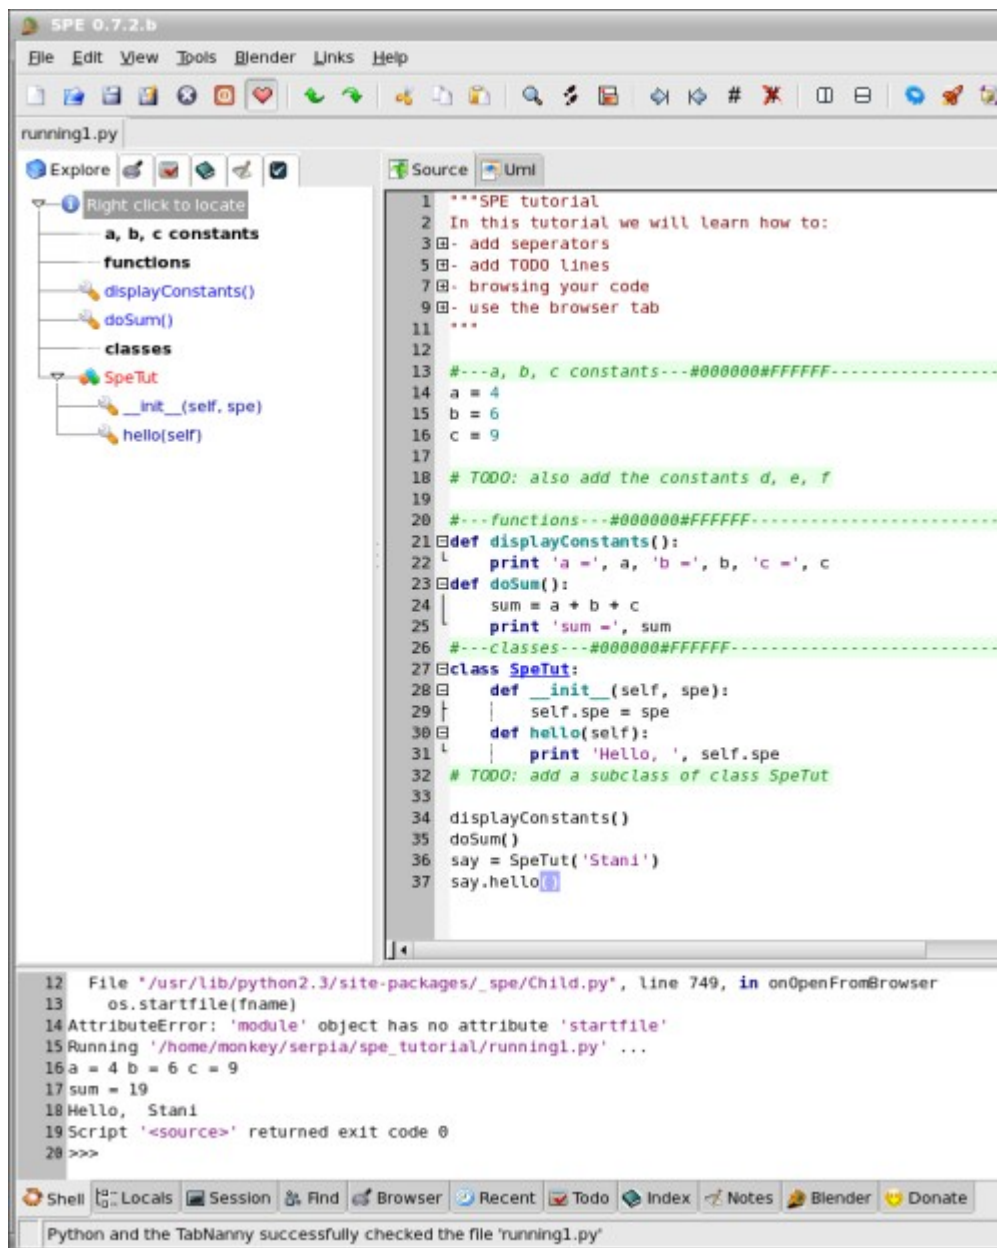 SPE 0.7.2.b
File Edit View Tools Blender Links Help
running1.py
Explore
Right click to locate
a, b, c constants
functions
displayConstants()
doSum()
classes
SpeTut
__init__(self, spe)
hello(self)
Source Uml
1 """SPE tutorial
2 In this tutorial we will learn how to:
3 - add seperators
5 - add TODO lines
7 - browsing your code
9 - use the browser tab
11 """
12
13 #---a, b, c constants---#000000#FFFFFF-----------------
14 a = 4
15 b = 6
16 c = 9
17
18 # TODO: also add the constants d, e, f
19
20 #---functions---#000000#FFFFFF-------------------------
21 def displayConstants():
22 print 'a =', a, 'b =', b, 'c =', c
23 def doSum():
24 sum = a + b + c
25 print 'sum =', sum
26 #---classes---#000000#FFFFFF---------------------------
27 class SpeTut:
28 def __init__(self, spe):
29 self.spe = spe
30 def hello(self):
31 print 'Hello, ', self.spe
32 # TODO: add a subclass of class SpeTut
33
34 displayConstants()
35 doSum()
36 say = SpeTut('Stani')
37 say.hello()
12 File "/usr/lib/python2.3/site-packages/_spe/Child.py", line 749, in onOpenFromBrowser
13 os.startfile(fname)
14 AttributeError: 'module' object has no attribute 'startfile'
15 Running '/home/monkey/serpia/spe_tutorial/running1.py' ...
16 a = 4 b = 6 c = 9
17 sum = 19
18 Hello,  Stani
19 Script '<source>' returned exit code 0
20 >>>
Shell Locals Session Find Browser Recent Todo Index Notes Blender Donate
Python and the TabNanny successfully checked the file 'running1.py'